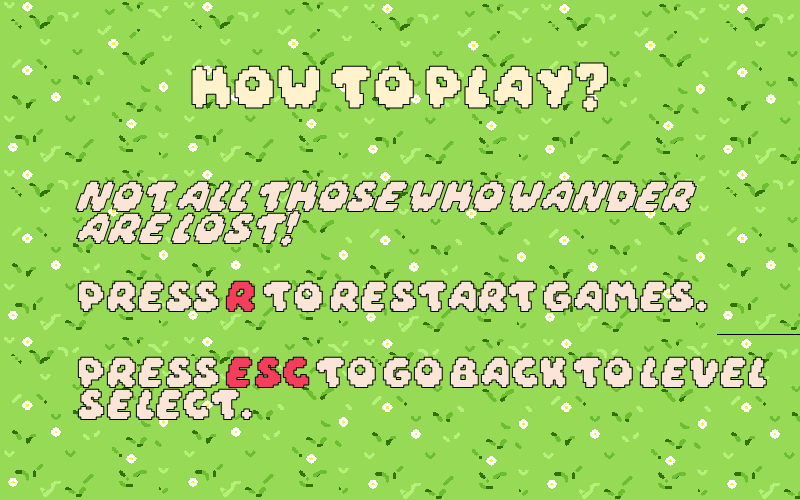 HOW TO PLAY?
NOT ALL THOSE WHO WANDER
ARE LOST!
PRESS R TO RESTART GAMES.
PRESS ESC TO GO BACK TO LEVEL
SELECT.